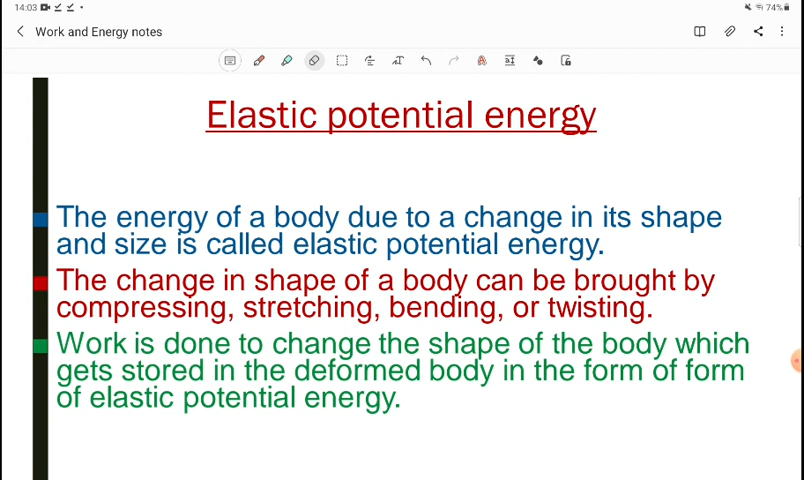 14:03
74%
Work and Energy notes
Elastic potential energy
The energy of a body due to a change in its shape
and size is called elastic potential energy.
The change in shape of a body can be brought by
compressing, stretching, bending, or twisting.
Work is done to change the shape of the body which
gets stored in the deformed body in the form of form
of elastic potential energy.